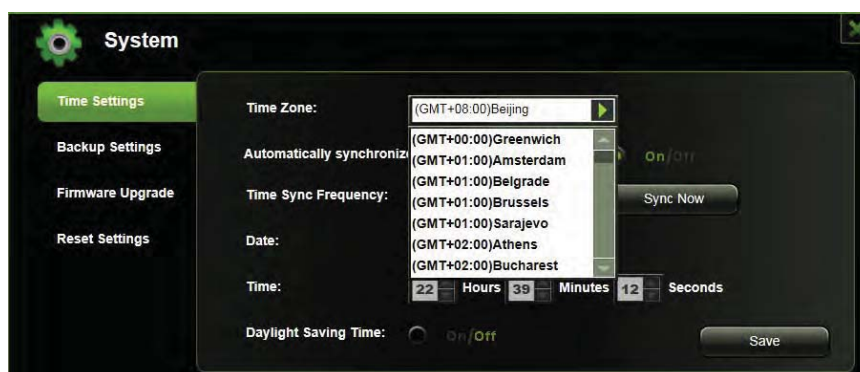 System
Time Settings
Backup Settings
Firmware Upgrade
Reset Settings
Time Zone:
(GMT+08:00)Beijing
(GMT+00:00)Greenwich
(GMT+01:00)Amsterdam
(GMT+01:00)Belgrade
(GMT+01:00)Brussels
(GMT+01:00)Sarajevo
(GMT+02:00)Athens
(GMT+02:00)Bucharest
Automatically synchroniz
On/Off
Time Sync Frequency:
Sync Now
Date:
Time:
22 Hours 39 Minutes 12 Seconds
Daylight Saving Time:
On/Off
Save